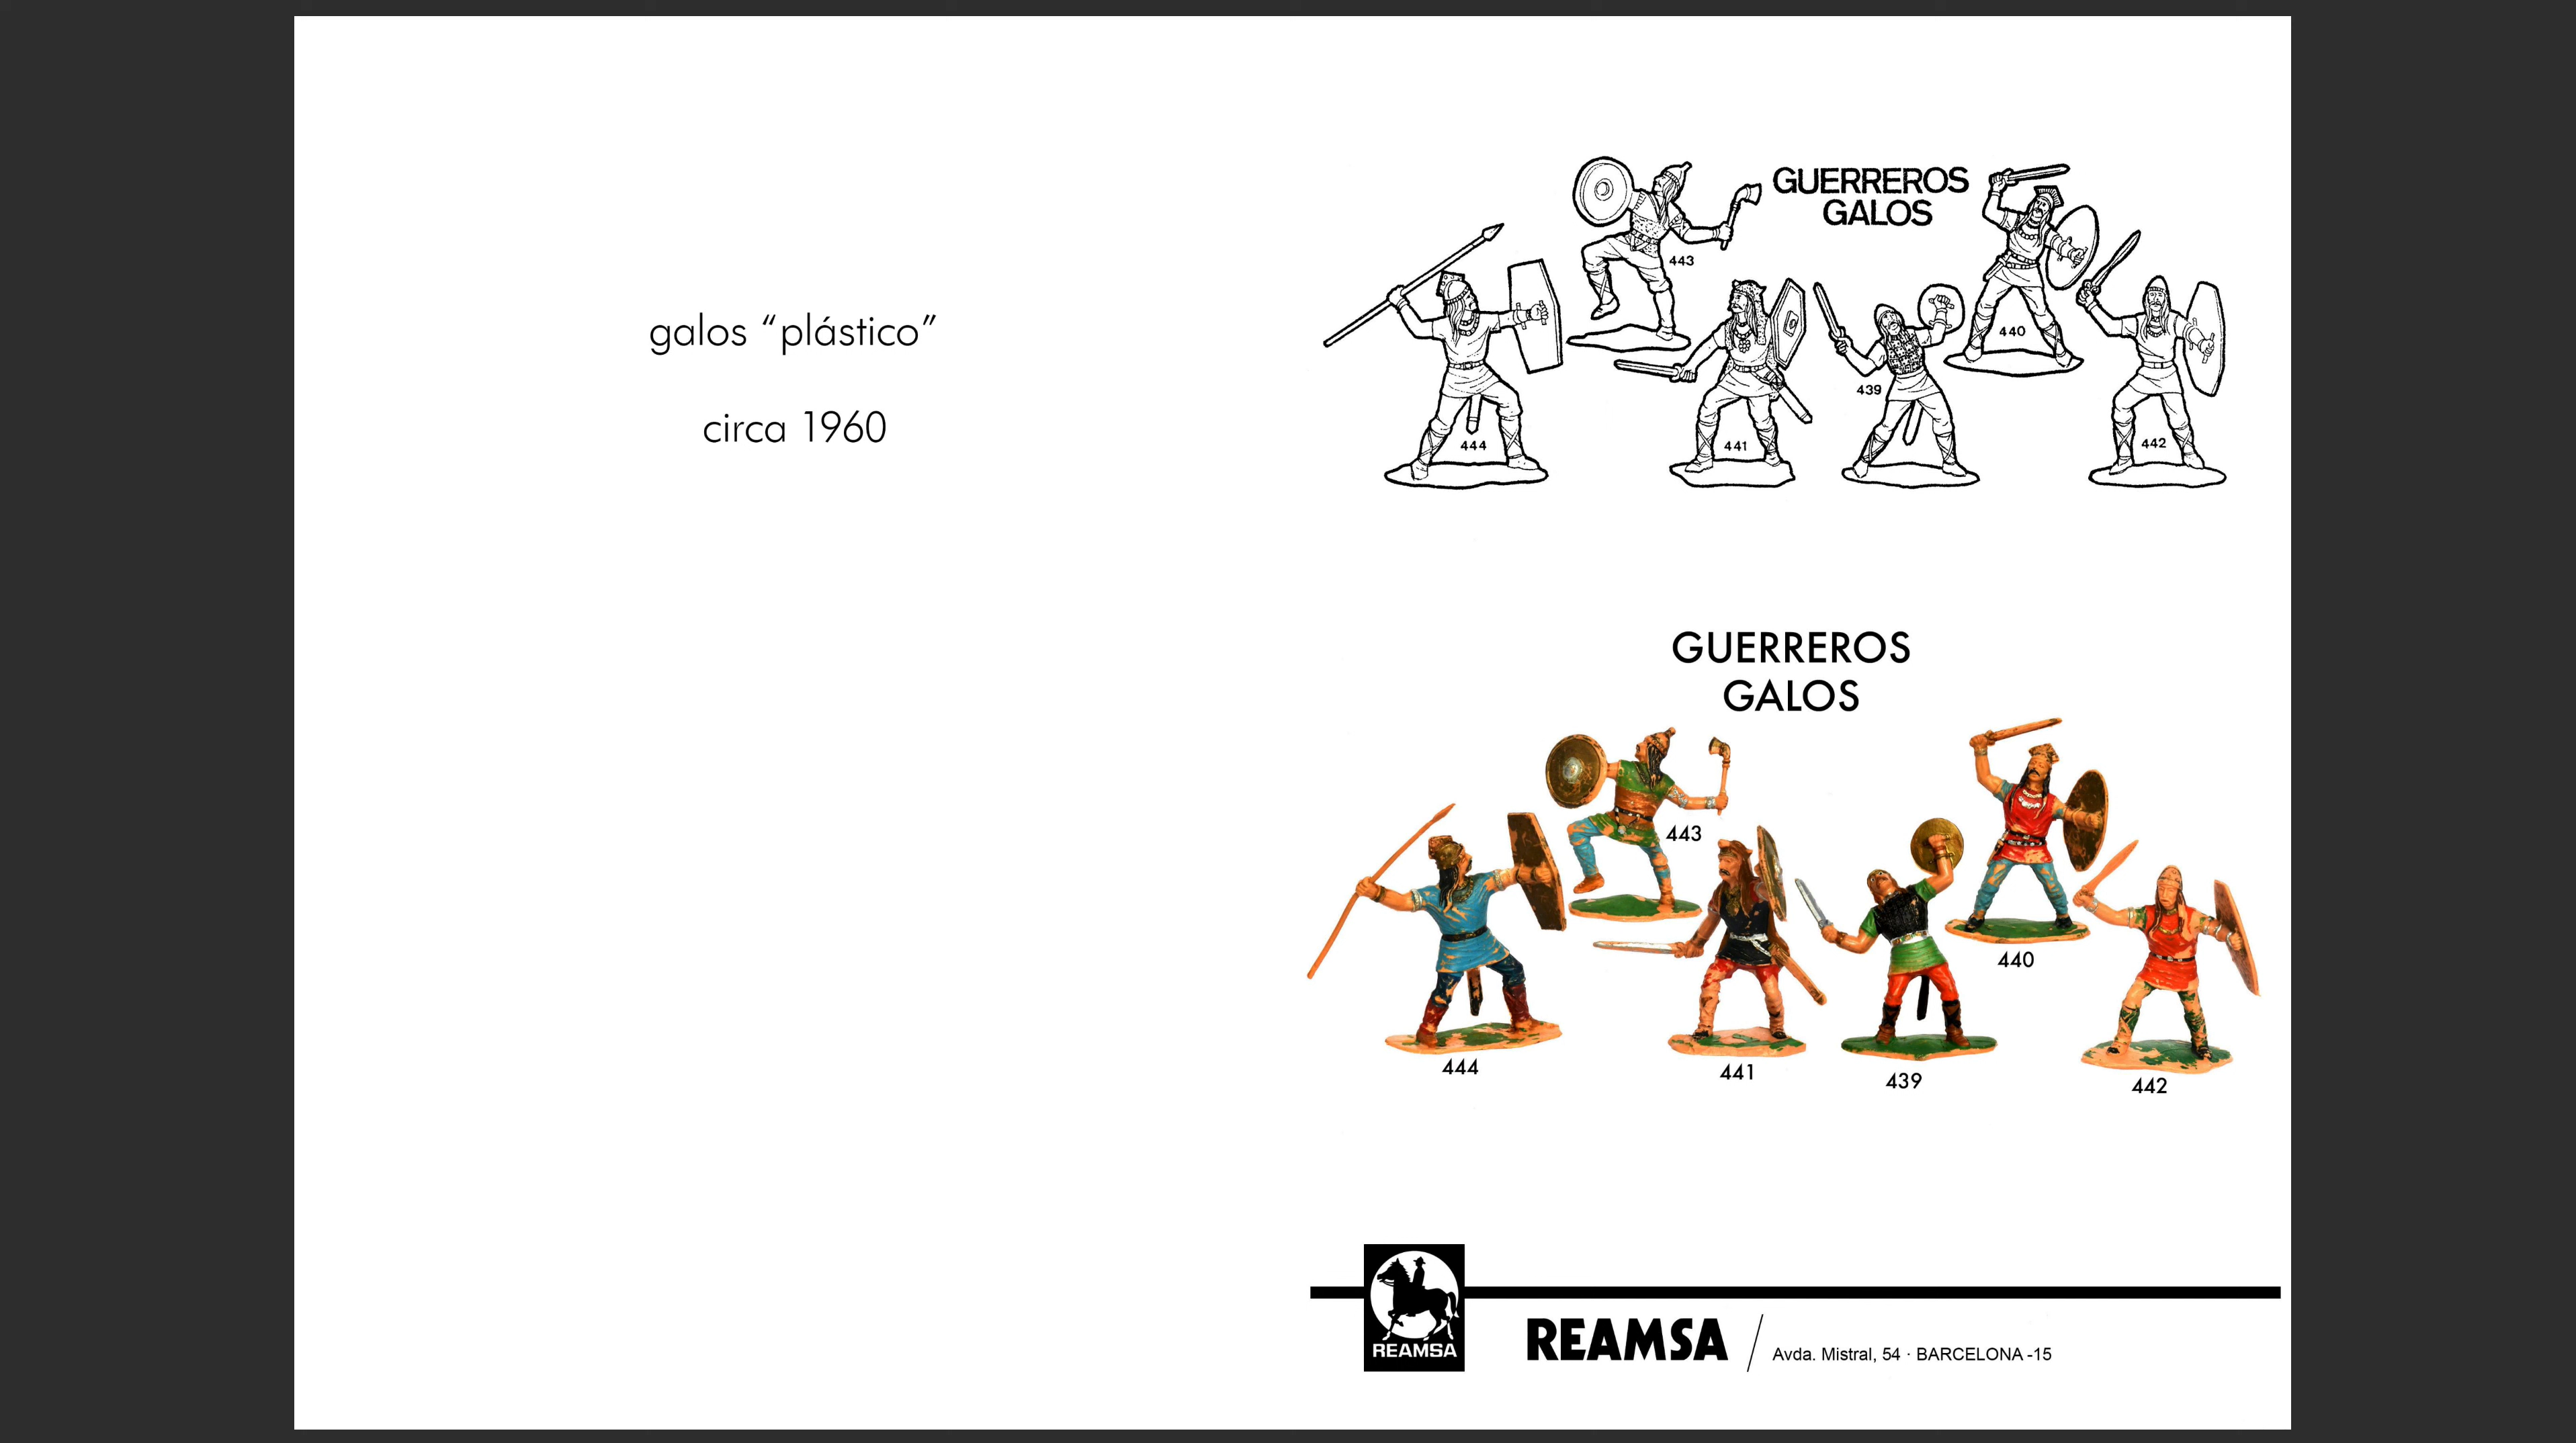 galos “plástico”
circa 1960
GUERREROS
GALOS
443
444
441
439
440
442
GUERREROS
GALOS
443
444
441
439
440
442
REAMSA
REAMSA / Avda. Mistral, 54 · BARCELONA -15